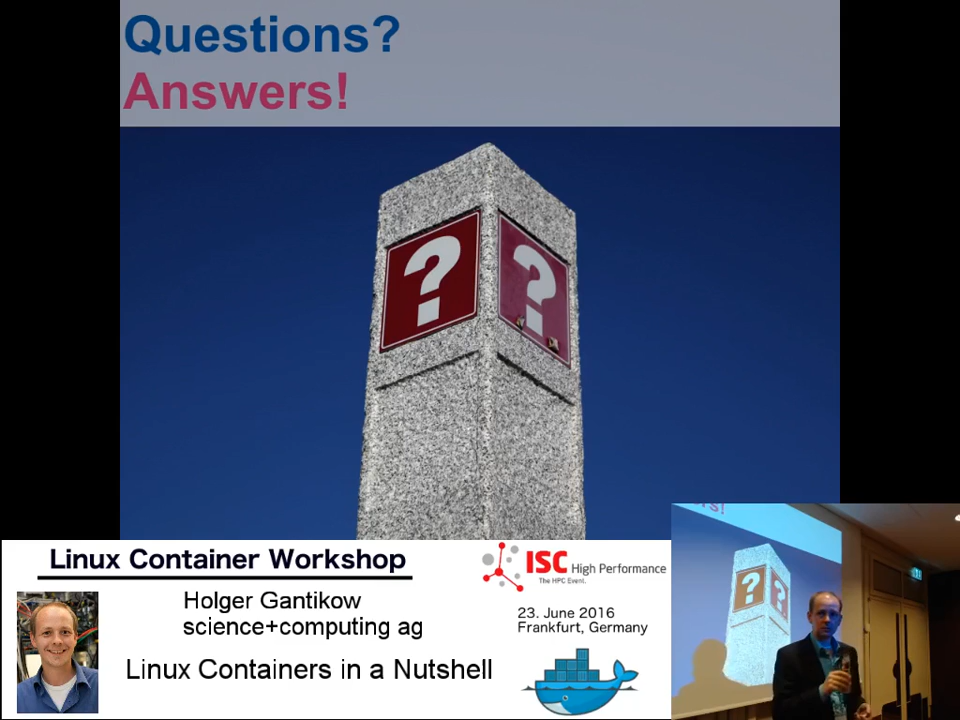 Questions?
Answers!
?
?
Linux Container Workshop
Holger Gantikow
science+computing ag
Linux Containers in a Nutshell
ISC High Performance
The HPC Event.
23. June 2016
Frankfurt, Germany
rs!
?
?